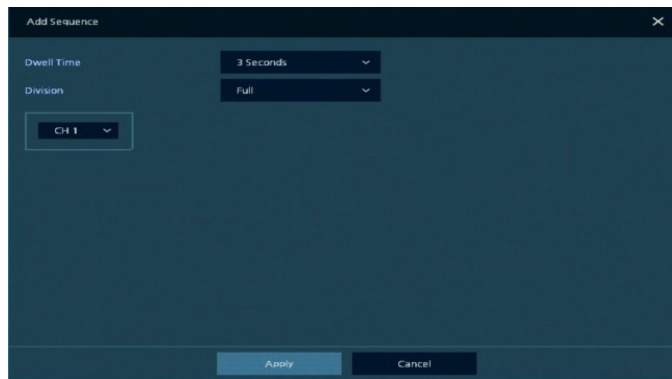 Add Sequence
Dwell Time 3 Seconds
Division Full
CH 1
Apply Cancel